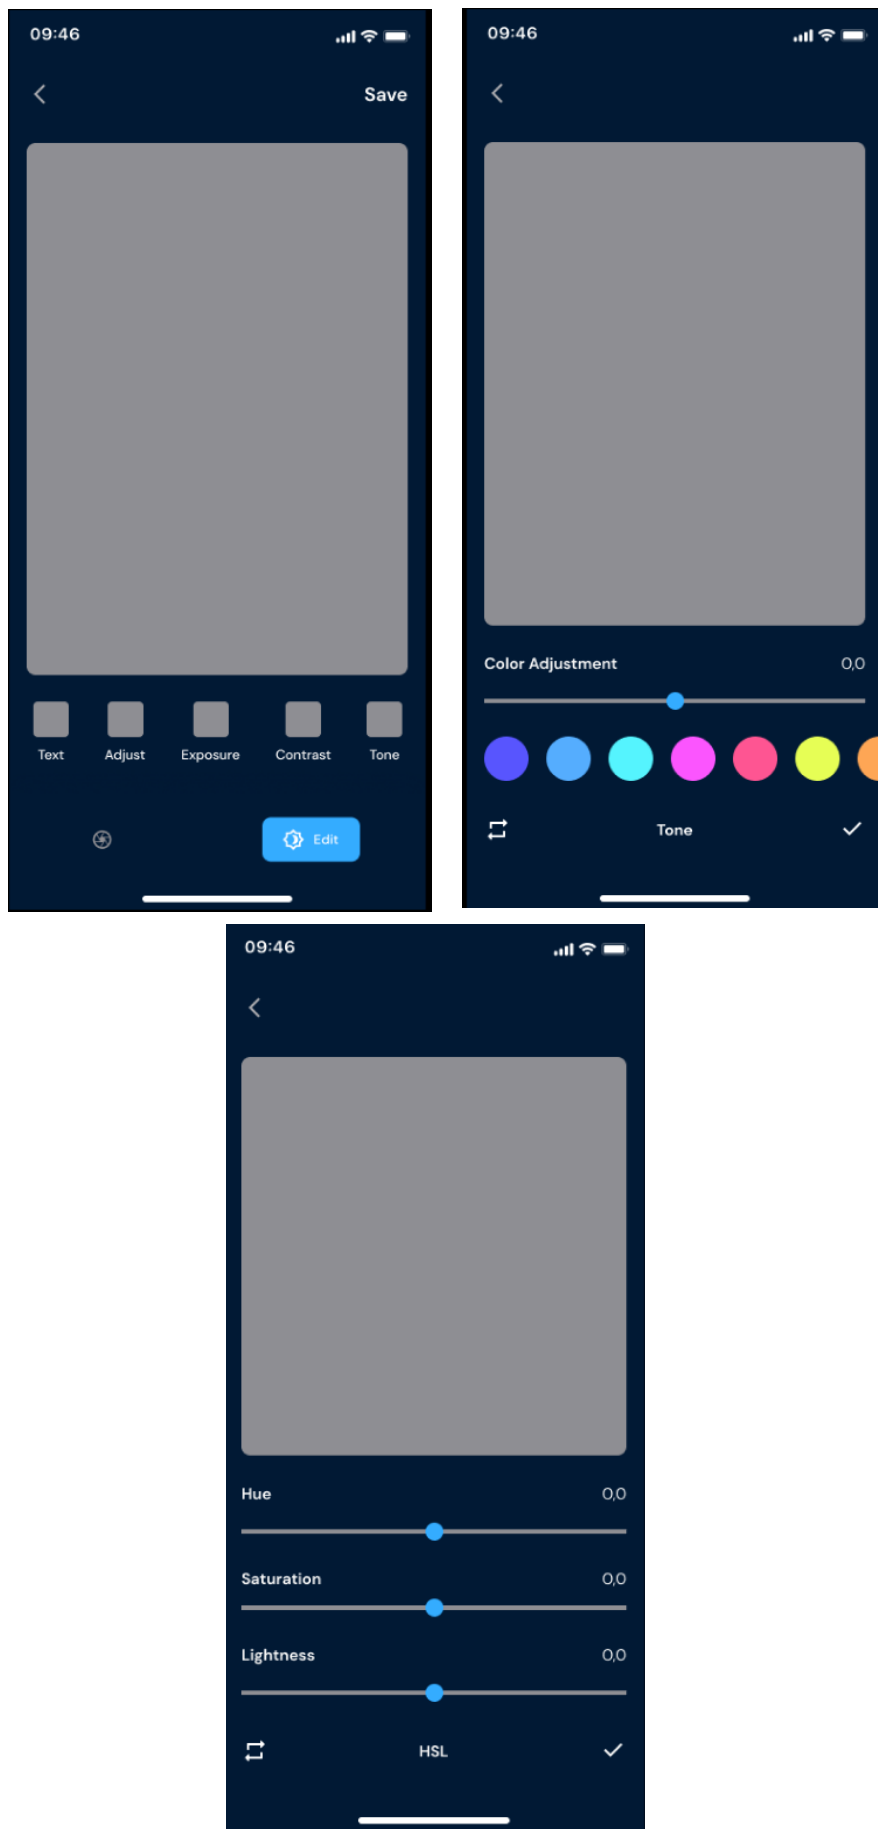 09:46
Save
Text Adjust Exposure Contrast Tone
Edit
09:46
Color Adjustment 0,0
Tone
09:46
Hue 0,0
Saturation 0,0
Lightness 0,0
HSL